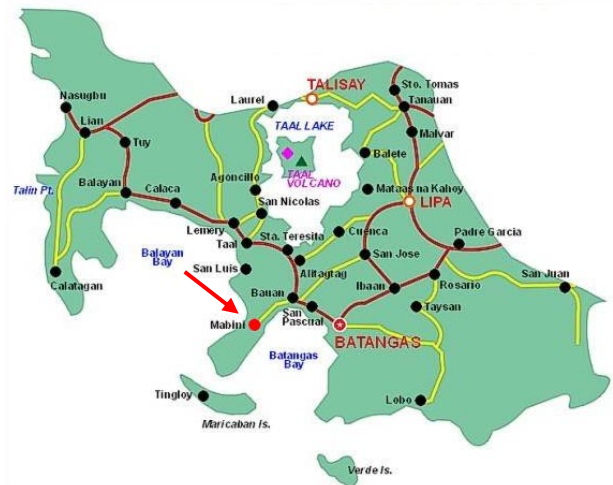 Nasugbu
Lian
Tuy
Talin Pt.
Balayan
Calaca
Calatagan
Balayan
Bay
Laurel
TALISAY
TAAL LAKE
TAAL
VOLCANO
Agoncillo
San Nicolas
Lemery
Taal
Sta. Teresita
San Luis
Alitagtag
Cuenca
Bauan
San
Pascual
Mabini
Batangas
Bay
BATANGAS
Tingloy
Maricaban Is.
Verde Is.
Sto. Tomas
Tanauan
Malvar
Balete
Mataas na Kahoy
LIPA
Padre Garcia
San Jose
Ibaan
Rosario
San Juan
Taysan
Lobo